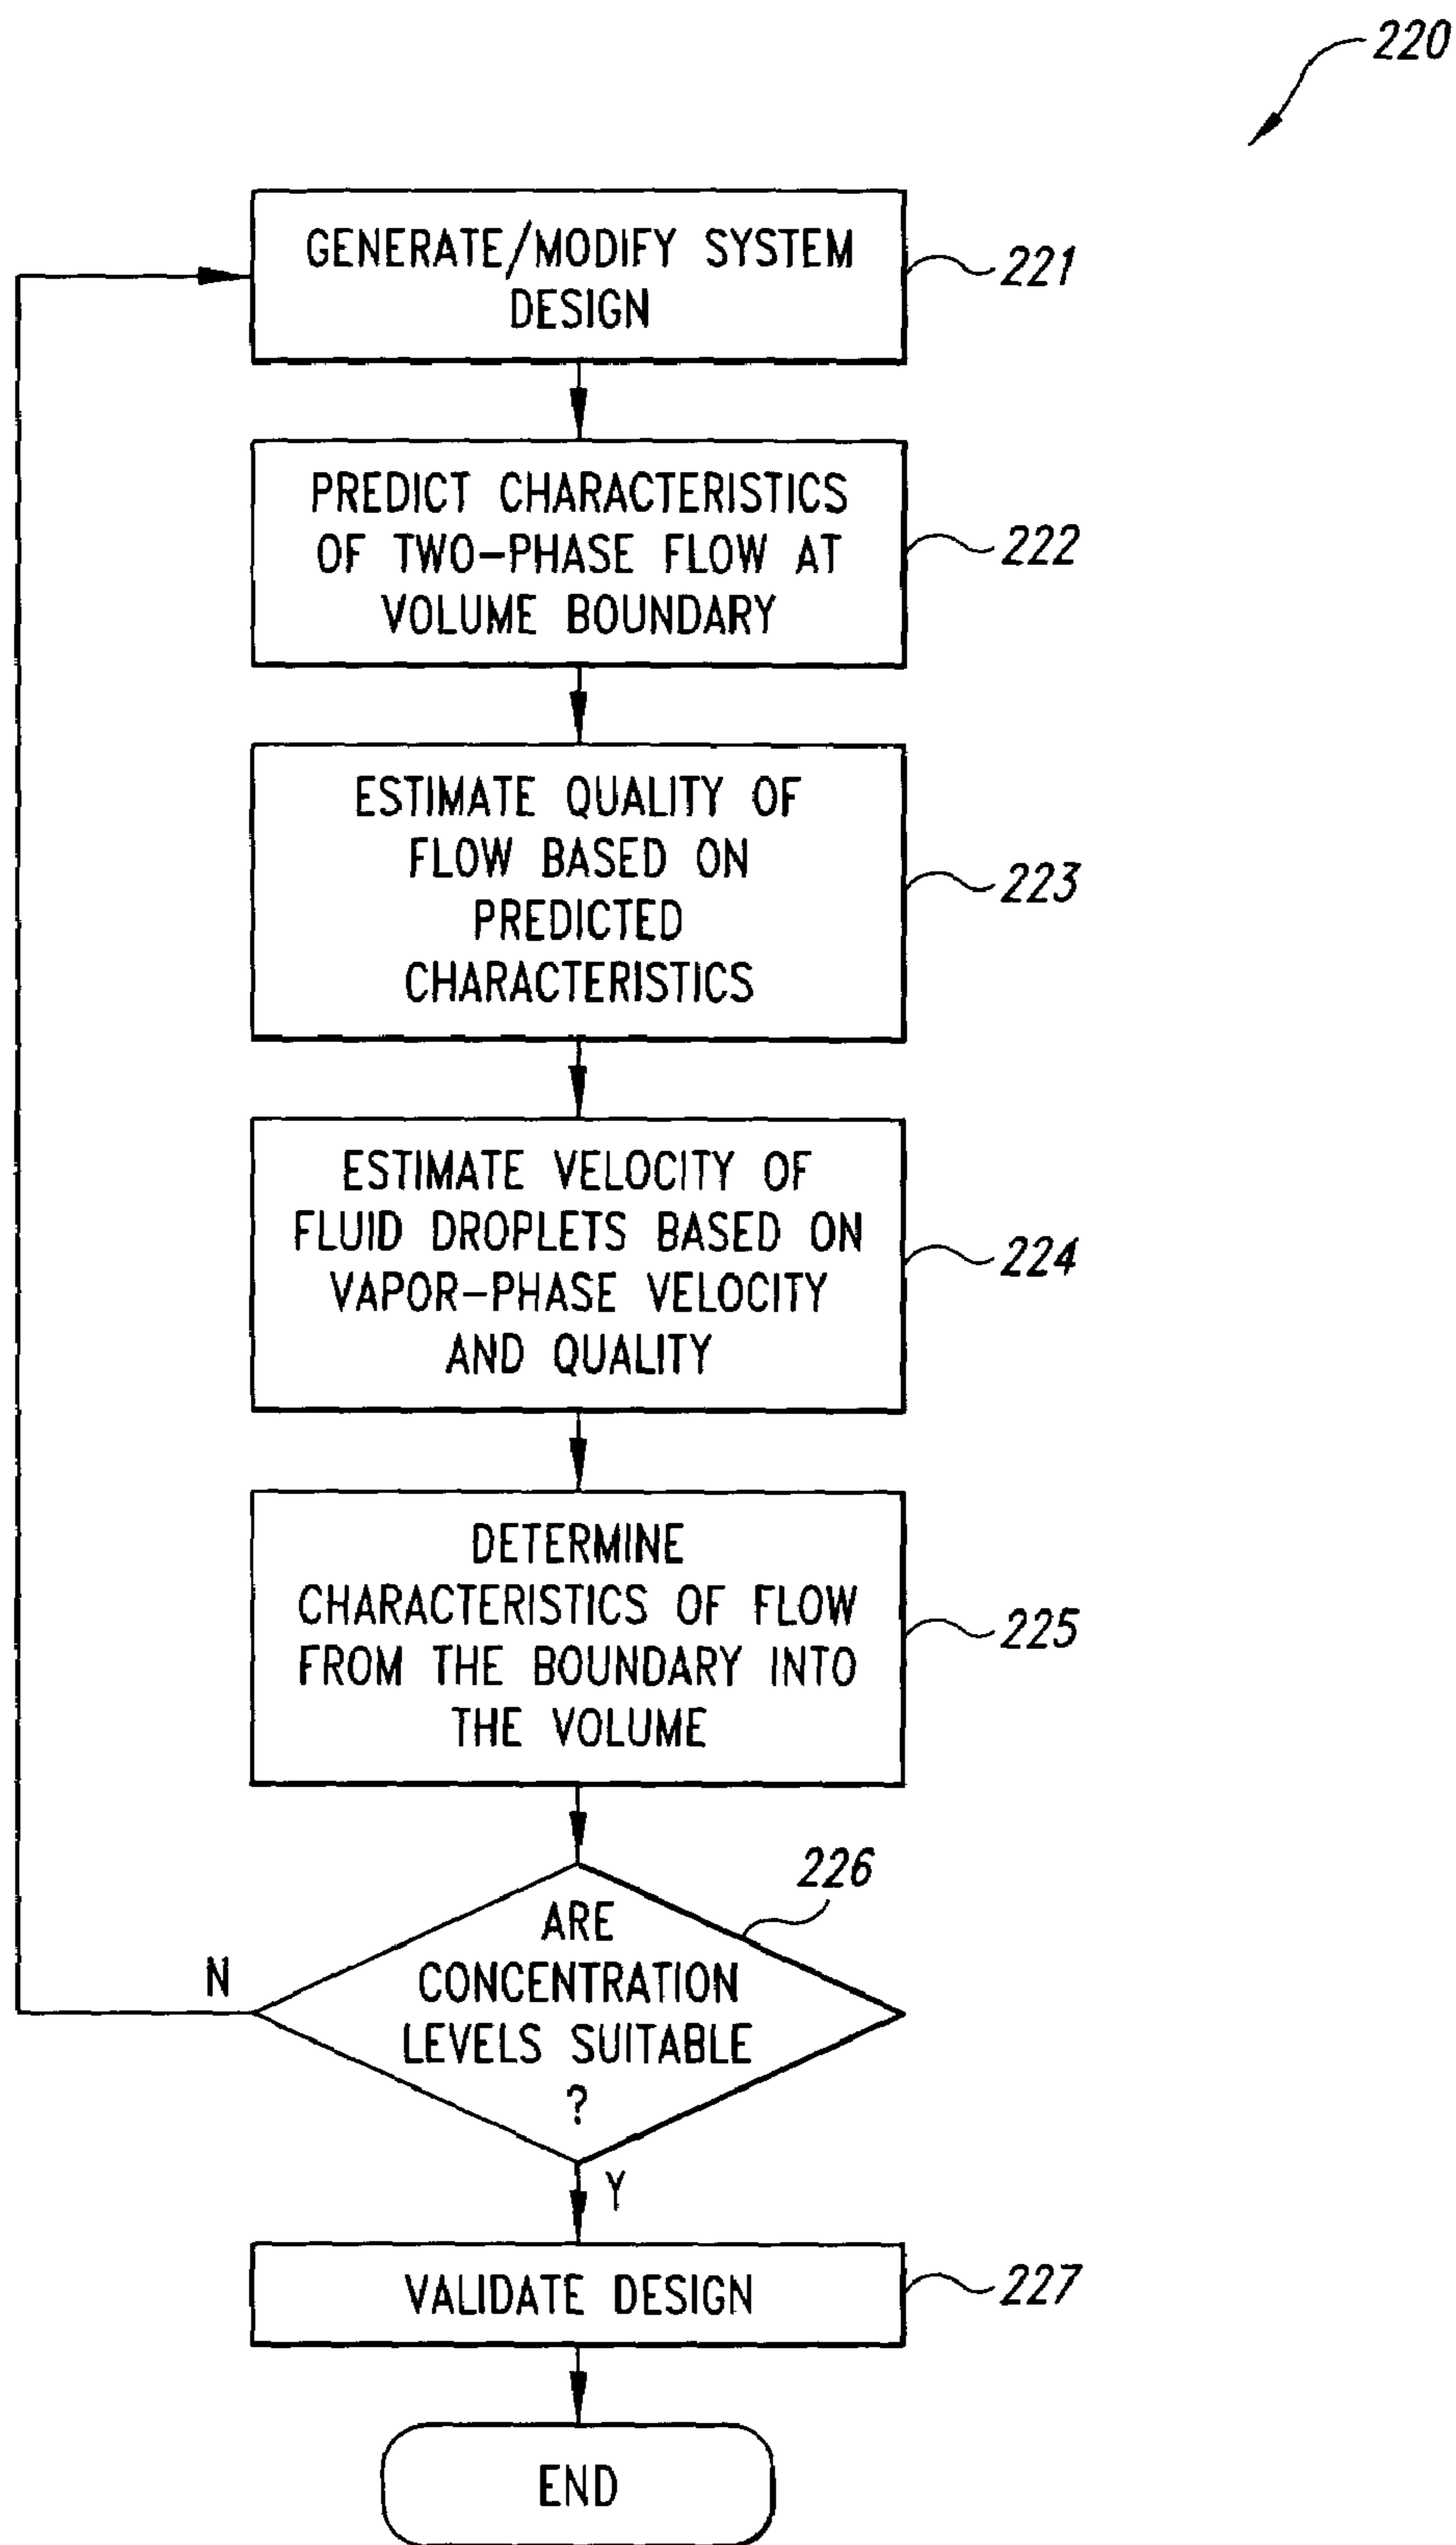 220
GENERATE/MODIFY SYSTEM
DESIGN
221
PREDICT CHARACTERISTICS
OF TWO-PHASE FLOW AT
VOLUME BOUNDARY
222
ESTIMATE QUALITY OF
FLOW BASED ON
PREDICTED
CHARACTERISTICS
223
ESTIMATE VELOCITY OF
FLUID DROPLETS BASED ON
VAPOR-PHASE VELOCITY
AND QUALITY
224
DETERMINE
CHARACTERISTICS OF FLOW
FROM THE BOUNDARY INTO
THE VOLUME
225
226
ARE
CONCENTRATION
LEVELS SUITABLE
?
N
Y
VALIDATE DESIGN
227
END